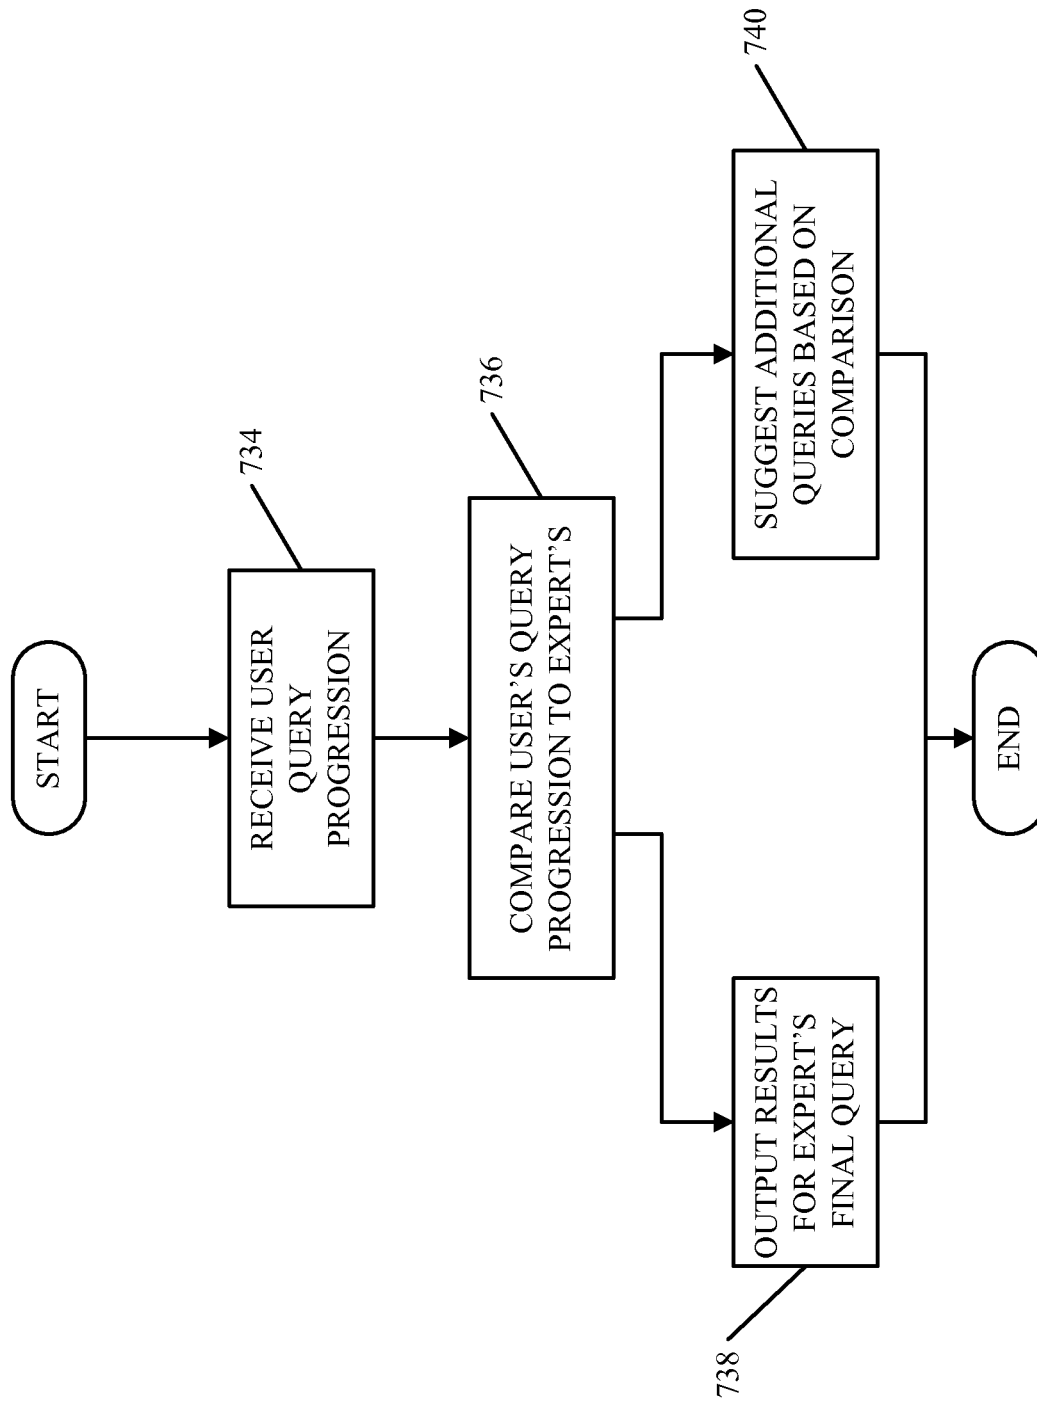 START
734
RECEIVE USER
QUERY
PROGRESSION
736
COMPARE USER'S QUERY
PROGRESSION TO EXPERT'S
738
OUTPUT RESULTS
FOR EXPERT'S
FINAL QUERY
740
SUGGEST ADDITIONAL
QUERIES BASED ON
COMPARISON
END